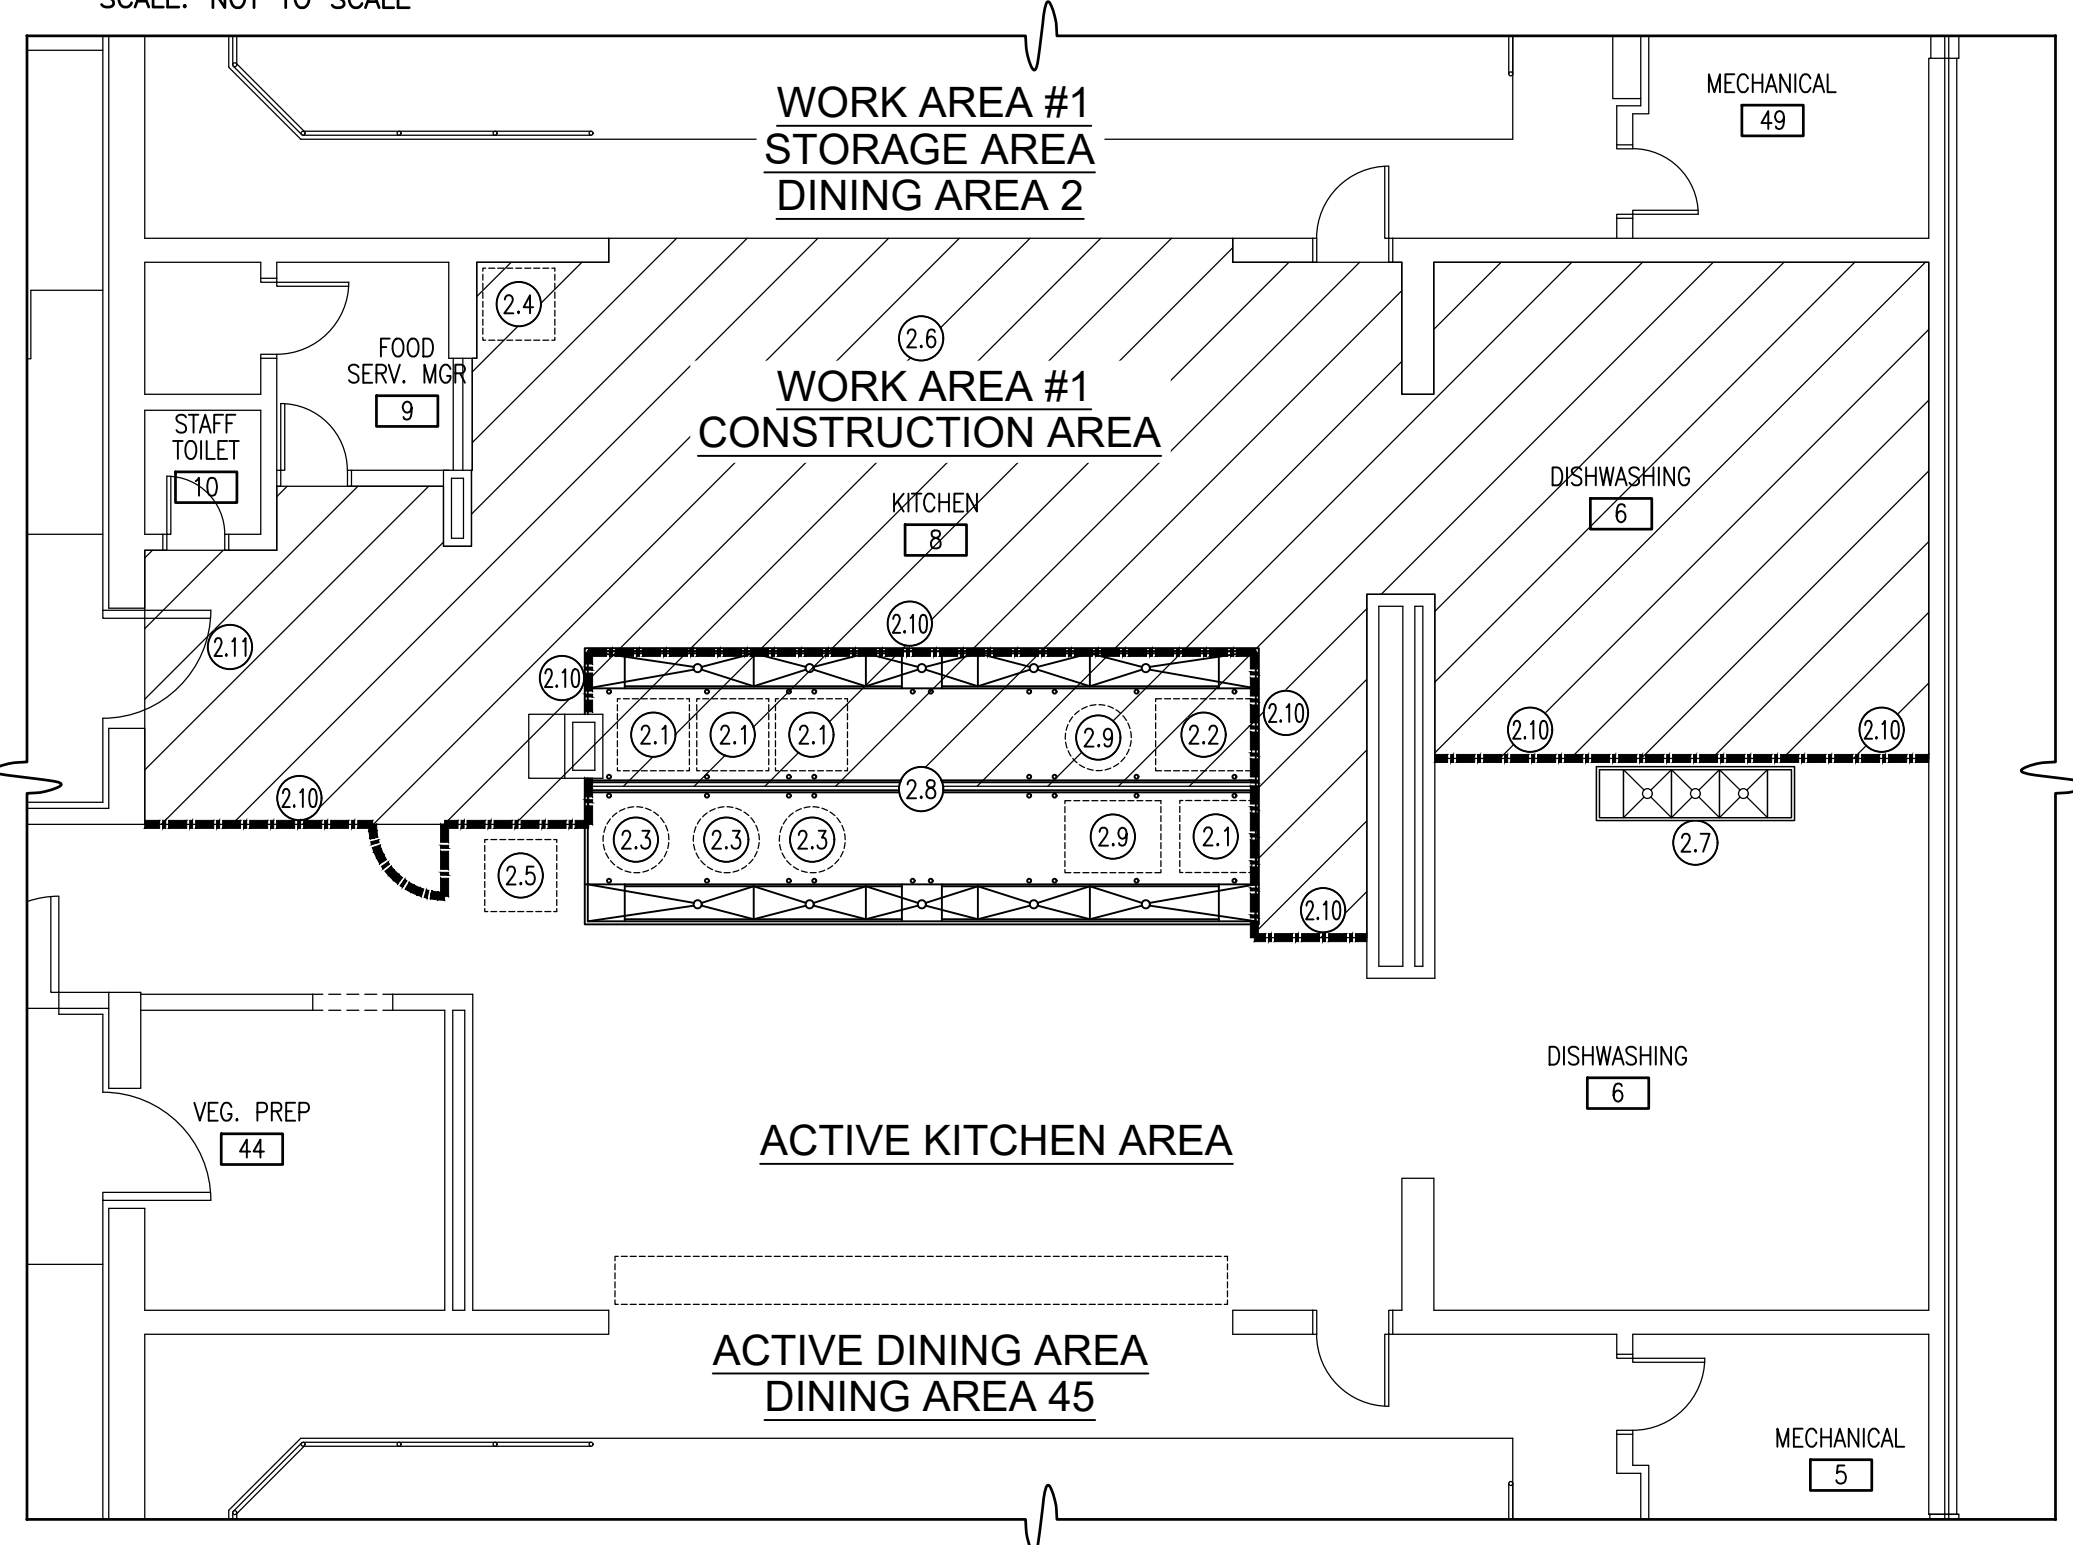 SCALE: NOT TO SCALE
WORK AREA #1
STORAGE AREA
DINING AREA 2
MECHANICAL
49
2.4
2.6
FOOD
SERV. MGR
9
WORK AREA #1
CONSTRUCTION AREA
STAFF
TOILET
10
KITCHEN
8
DISHWASHING
6
2.10
2.11
2.10
2.10
2.10
2.10
2.1
2.1
2.1
2.9
2.2
2.8
2.10
2.3
2.3
2.3
2.9
2.1
2.7
2.5
2.10
DISHWASHING
6
VEG. PREP
44
ACTIVE KITCHEN AREA
ACTIVE DINING AREA
DINING AREA 45
MECHANICAL
5